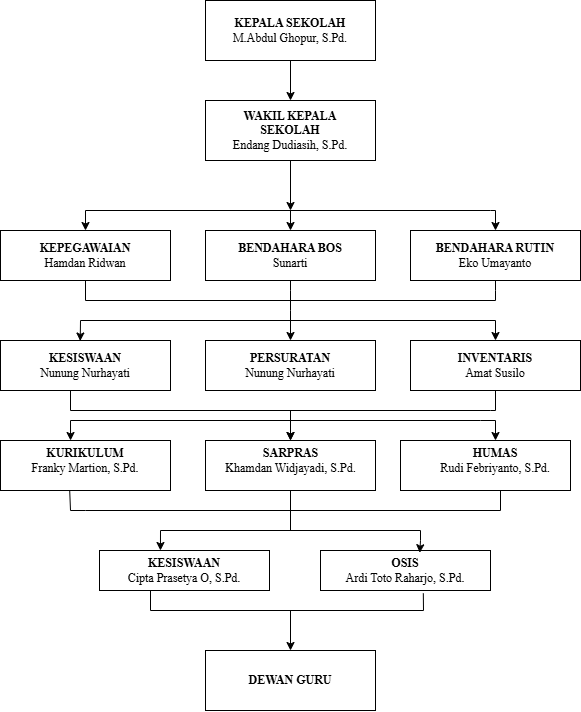 KEPALA SEKOLAH
M.Abdul Ghopur, S.Pd.
WAKIL KEPALA
SEKOLAH
Endang Dudiasih, S.Pd.
KEPEGAWAIAN
Hamdan Ridwan
BENDAHARA BOS
Sunarti
BENDAHARA RUTIN
Eko Umayanto
KESISWAAN
Nunung Nurhayati
PERSURATAN
Nunung Nurhayati
INVENTARIS
Amat Susilo
KURIKULUM
Franky Martion, S.Pd.
SARPRAS
Khamdan Widjayadi, S.Pd.
HUMAS
Rudi Febriyanto, S.Pd.
KESISWAAN
Cipta Prasetya O, S.Pd.
OSIS
Ardi Toto Raharjo, S.Pd.
DEWAN GURU